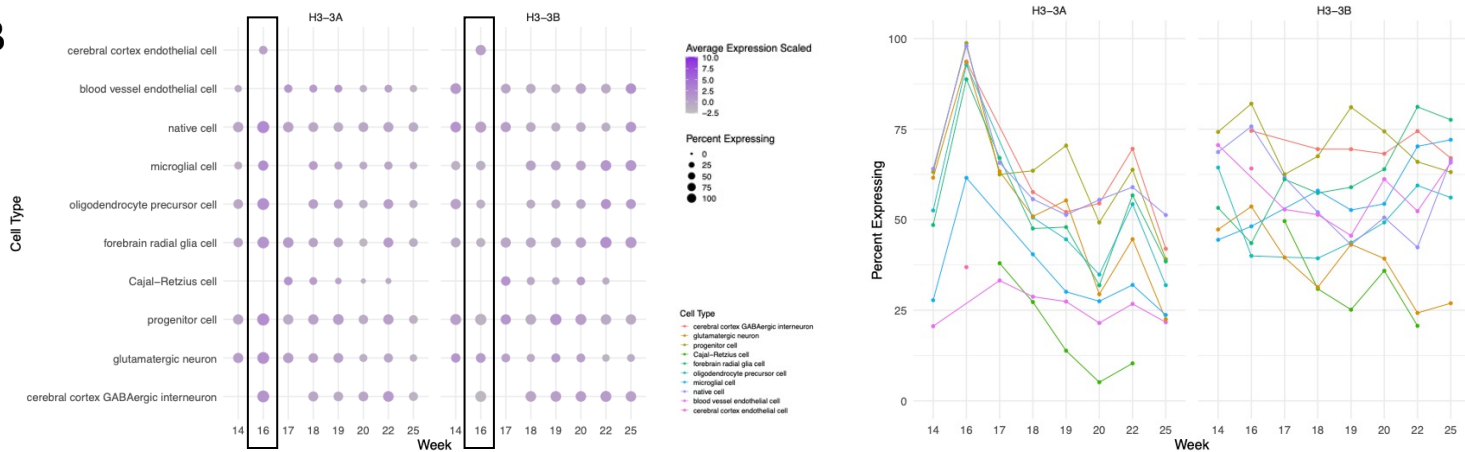 B
H3-3A
H3-3B
Cell Type
cerebral cortex endothelial cell
blood vessel endothelial cell
native cell
microglial cell
oligodendrocyte precursor cell
forebrain radial glia cell
Cajal-Retzius cell
progenitor cell
glutamatergic neuron
cerebral cortex GABAergic interneuron
14 16 17 18 19 20 22 25
14 16 17 18 19 20 22 25
Week
Average Expression Scaled
10.0
7.5
5.0
2.5
0.0
-2.5
Percent Expressing
0
25
50
75
100
Cell Type
cerebral cortex GABAergic interneuron
glutamatergic neuron
progenitor cell
Cajal-Retzius cell
forebrain radial glia cell
oligodendrocyte precursor cell
microglial cell
native cell
blood vessel endothelial cell
cerebral cortex endothelial cell
H3-3A
H3-3B
Percent Expressing
100
75
50
25
0
14 16 17 18 19 20 22 25
14 16 17 18 19 20 22 25
Week